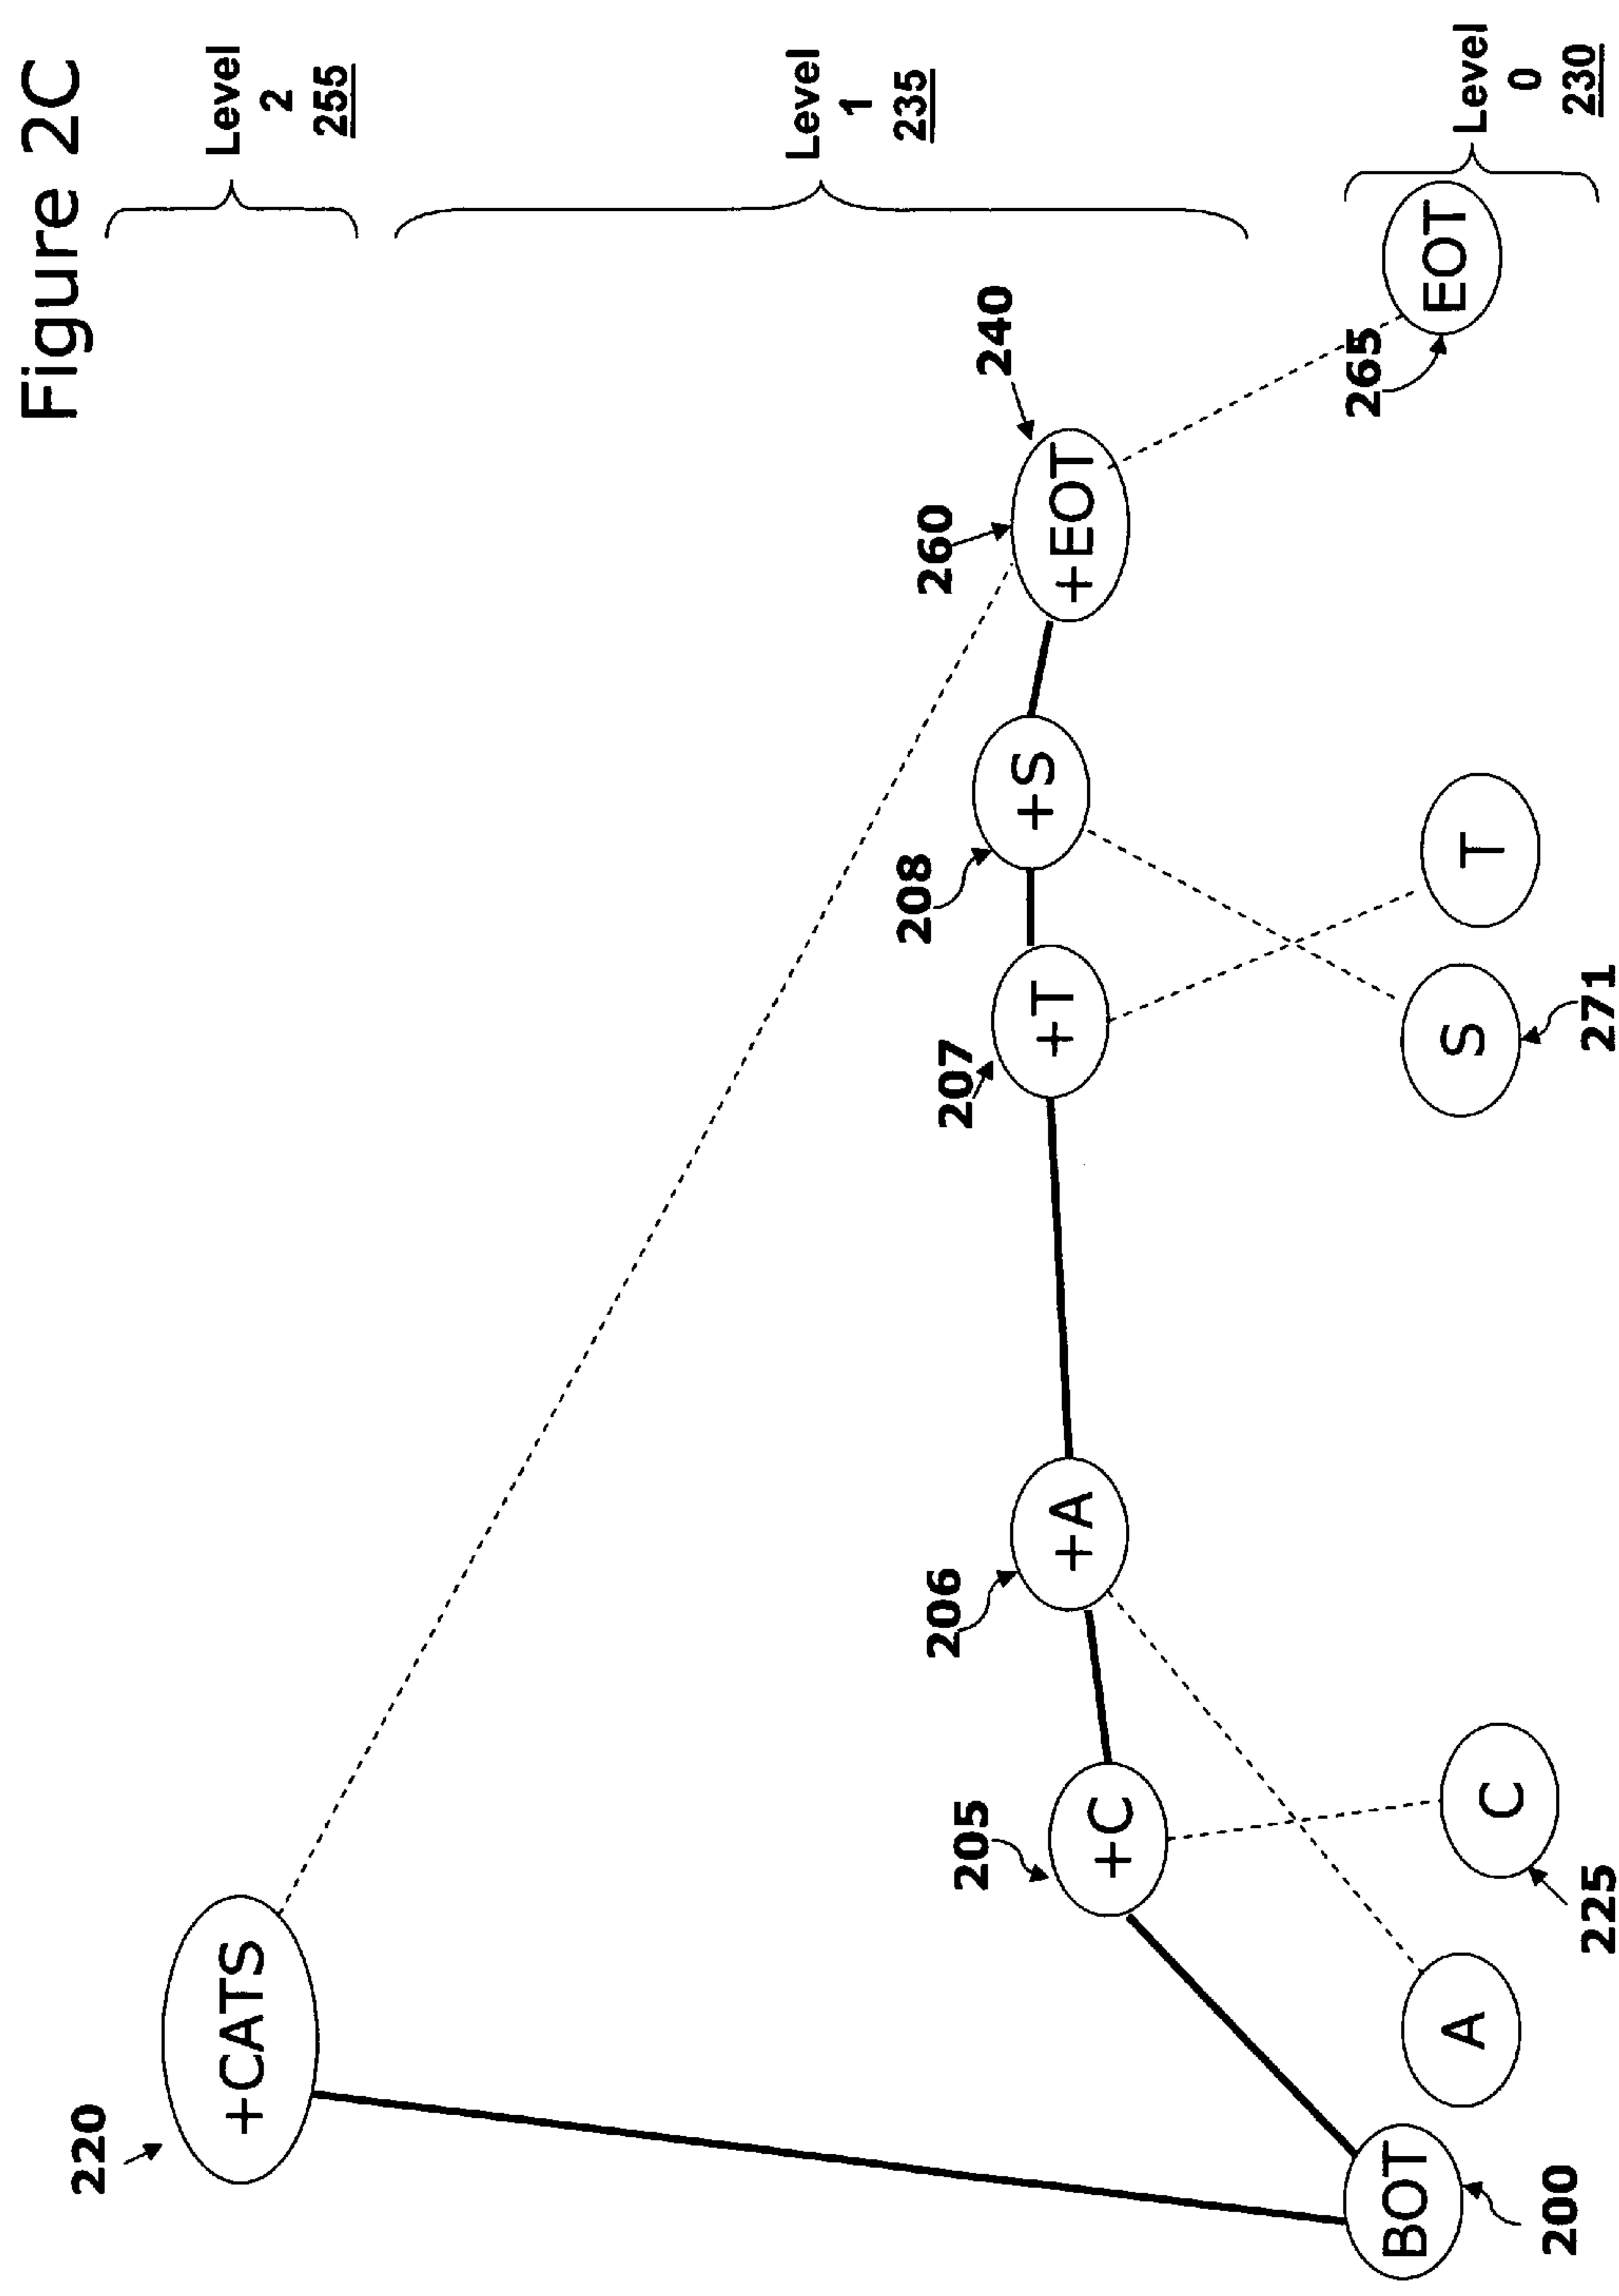 Figure 2C
Level
2
255
220
+CATS
Level
1
235
240
260
+EOT
208
+S
207
+T
206
+A
205
+C
Level
0
230
265
EOT
T
S
271
C
225
A
BOT
200